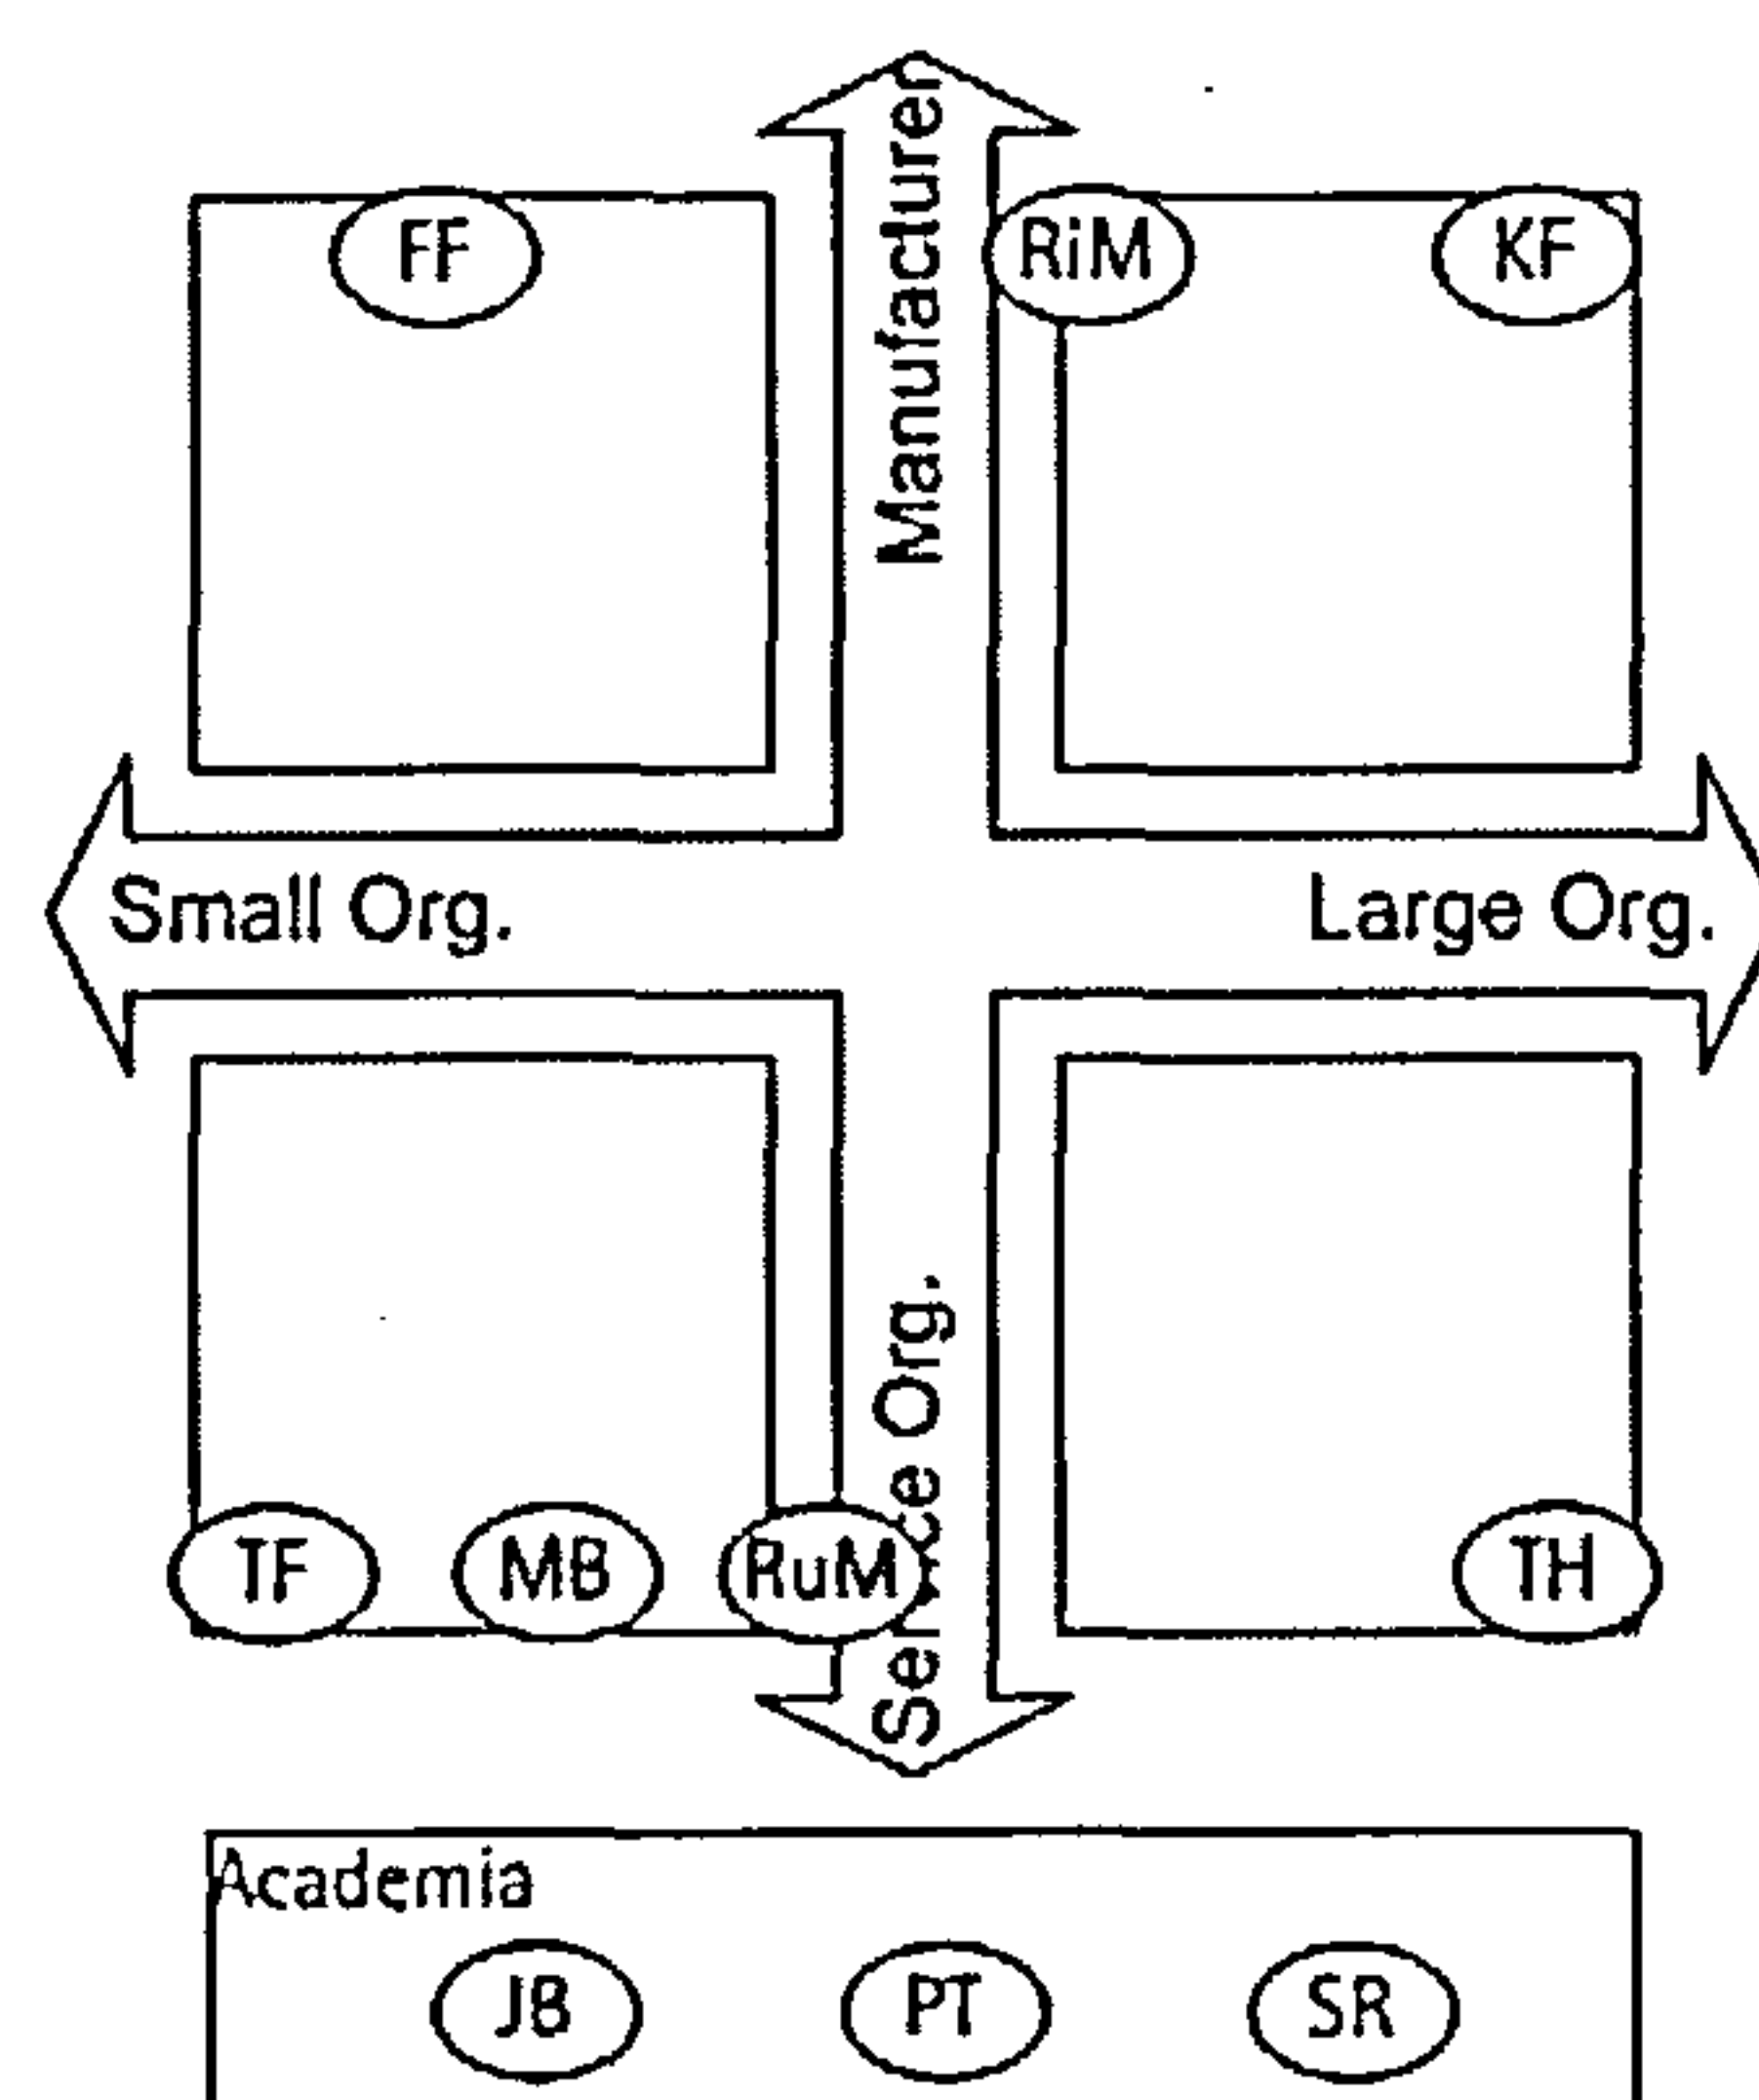 Manufacturer
FF
RiM
KF
Small Org.
Large Org.
Service Org.
TF
MB
RuM
TH
Academia
JB
PT
SR